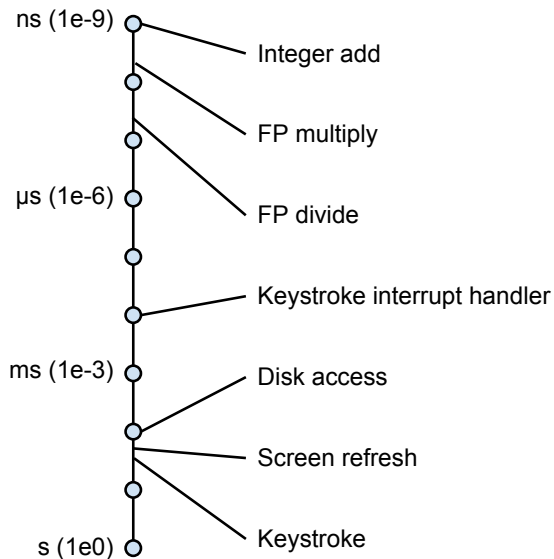 ns (1e-9)
Integer add
FP multiply
µs (1e-6)
FP divide
Keystroke interrupt handler
ms (1e-3)
Disk access
Screen refresh
Keystroke
s (1e0)